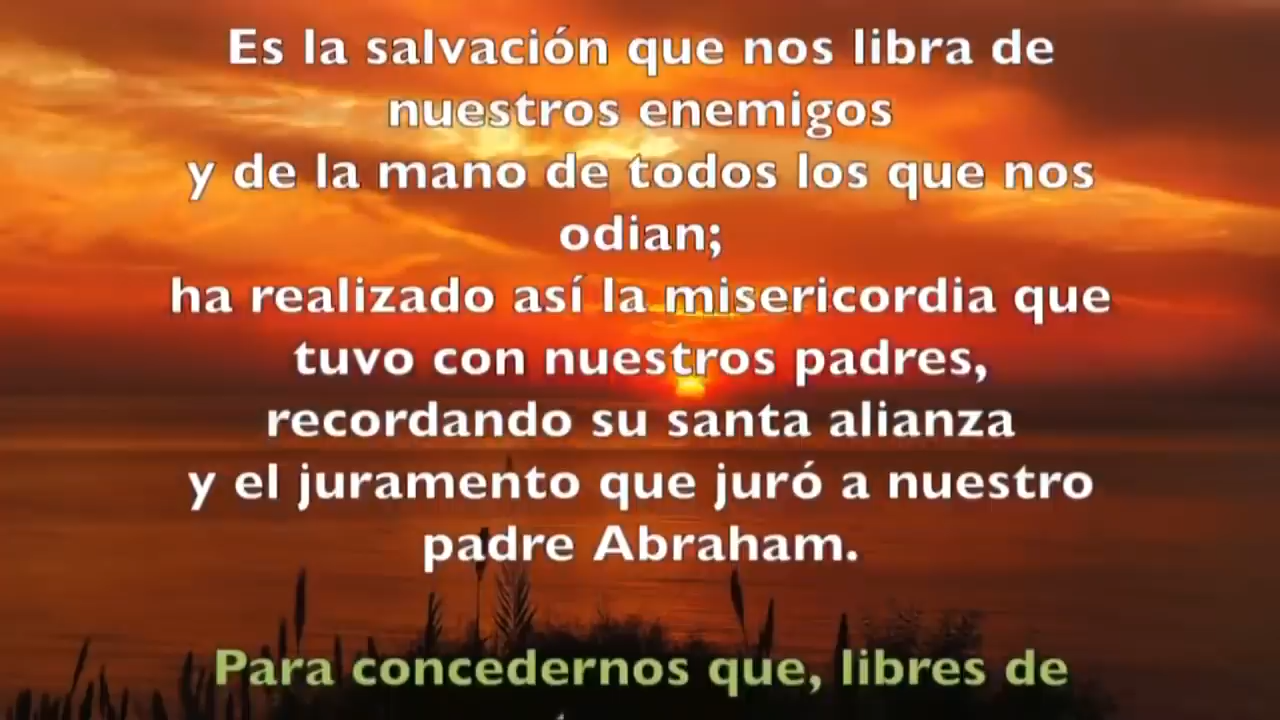 Es la salvación que nos libra de
nuestros enemigos
y de la mano de todos los que nos
odian;
ha realizado así la misericordia que
tuvo con nuestros padres,
recordando su santa alianza
y el juramento que juró a nuestro
padre Abraham.
Para concedernos que, libres de